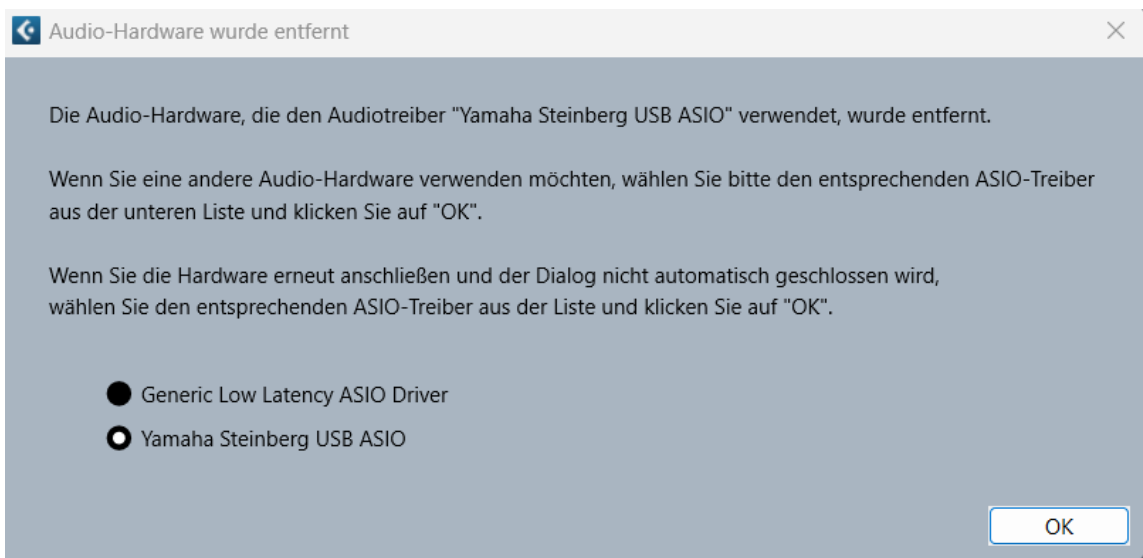 Audio-Hardware wurde entfernt
Die Audio-Hardware, die den Audiotreiber "Yamaha Steinberg USB ASIO" verwendet, wurde entfernt.
Wenn Sie eine andere Audio-Hardware verwenden möchten, wählen Sie bitte den entsprechenden ASIO-Treiber
aus der unteren Liste und klicken Sie auf "OK".
Wenn Sie die Hardware erneut anschließen und der Dialog nicht automatisch geschlossen wird,
wählen Sie den entsprechenden ASIO-Treiber aus der Liste und klicken Sie auf "OK".
Generic Low Latency ASIO Driver
Yamaha Steinberg USB ASIO
OK